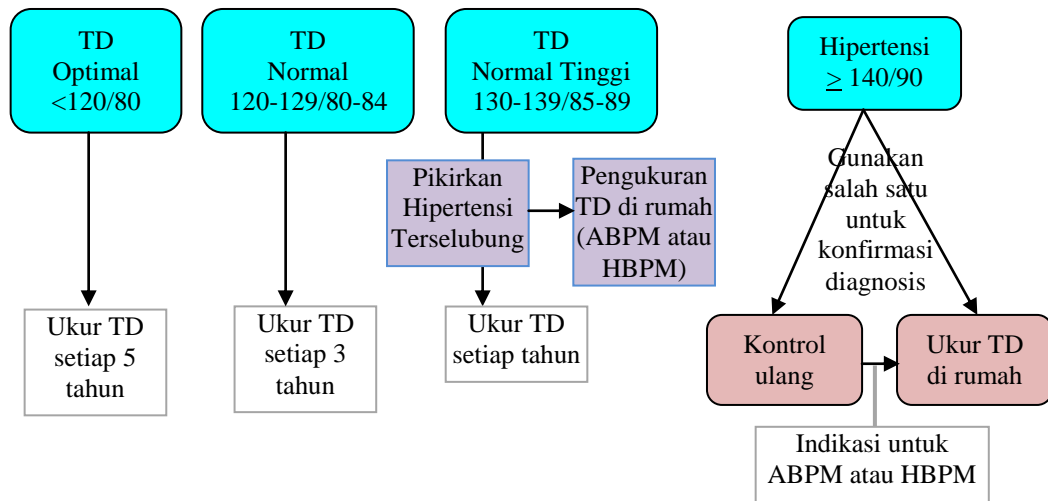 TD
Optimal
<120/80
TD
Normal
120-129/80-84
TD
Normal Tinggi
130-139/85-89
Hipertensi
≥ 140/90
Pikirkan
Hipertensi
Terselubung
Pengukuran
TD di rumah
(ABPM atau
HBPM)
Gunakan
salah satu
untuk
konfirmasi
diagnosis
Ukur TD
setiap 5
tahun
Ukur TD
setiap 3
tahun
Ukur TD
setiap tahun
Kontrol
ulang
Ukur TD
di rumah
Indikasi untuk
ABPM atau HBPM